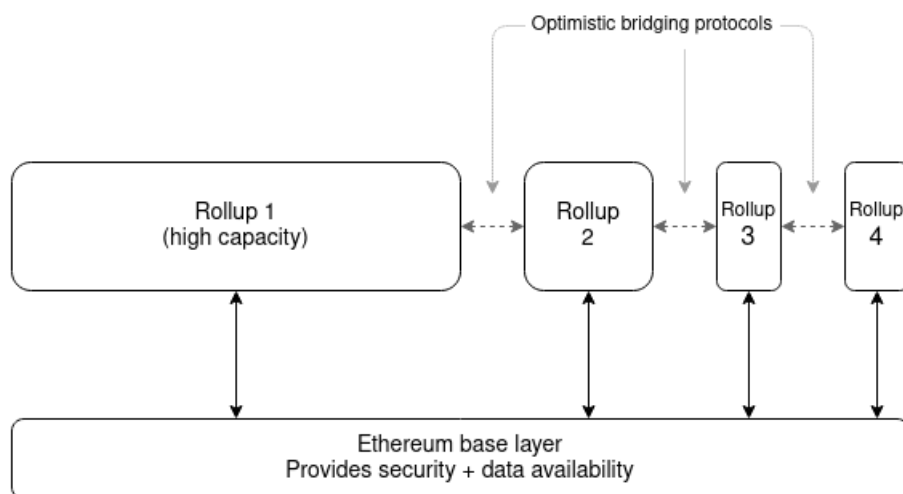 Optimistic bridging protocols
Rollup 1
(high capacity)
Rollup
2
Rollup
3
Rollup
4
Ethereum base layer
Provides security + data availability